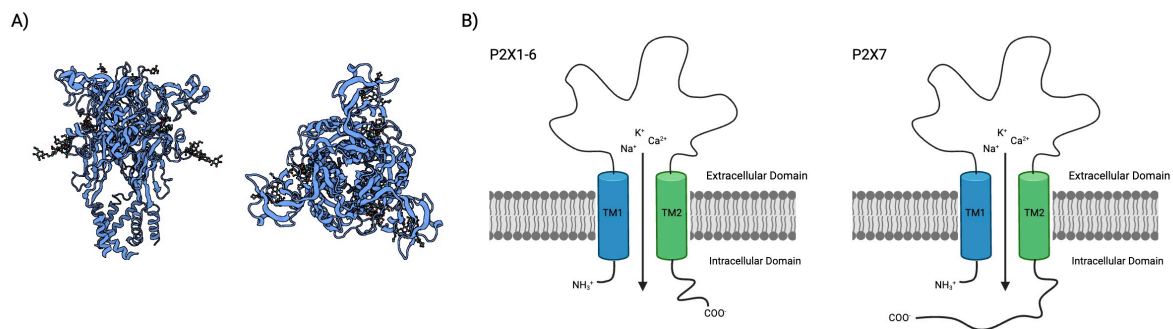 A)
B)
P2X1-6
K⁺
Na⁺
Ca²⁺
TM1
TM2
Extracellular Domain
Intracellular Domain
NH₃⁺
COO⁻
P2X7
K⁺
Na⁺
Ca²⁺
TM1
TM2
Extracellular Domain
Intracellular Domain
NH₃⁺
COO⁻